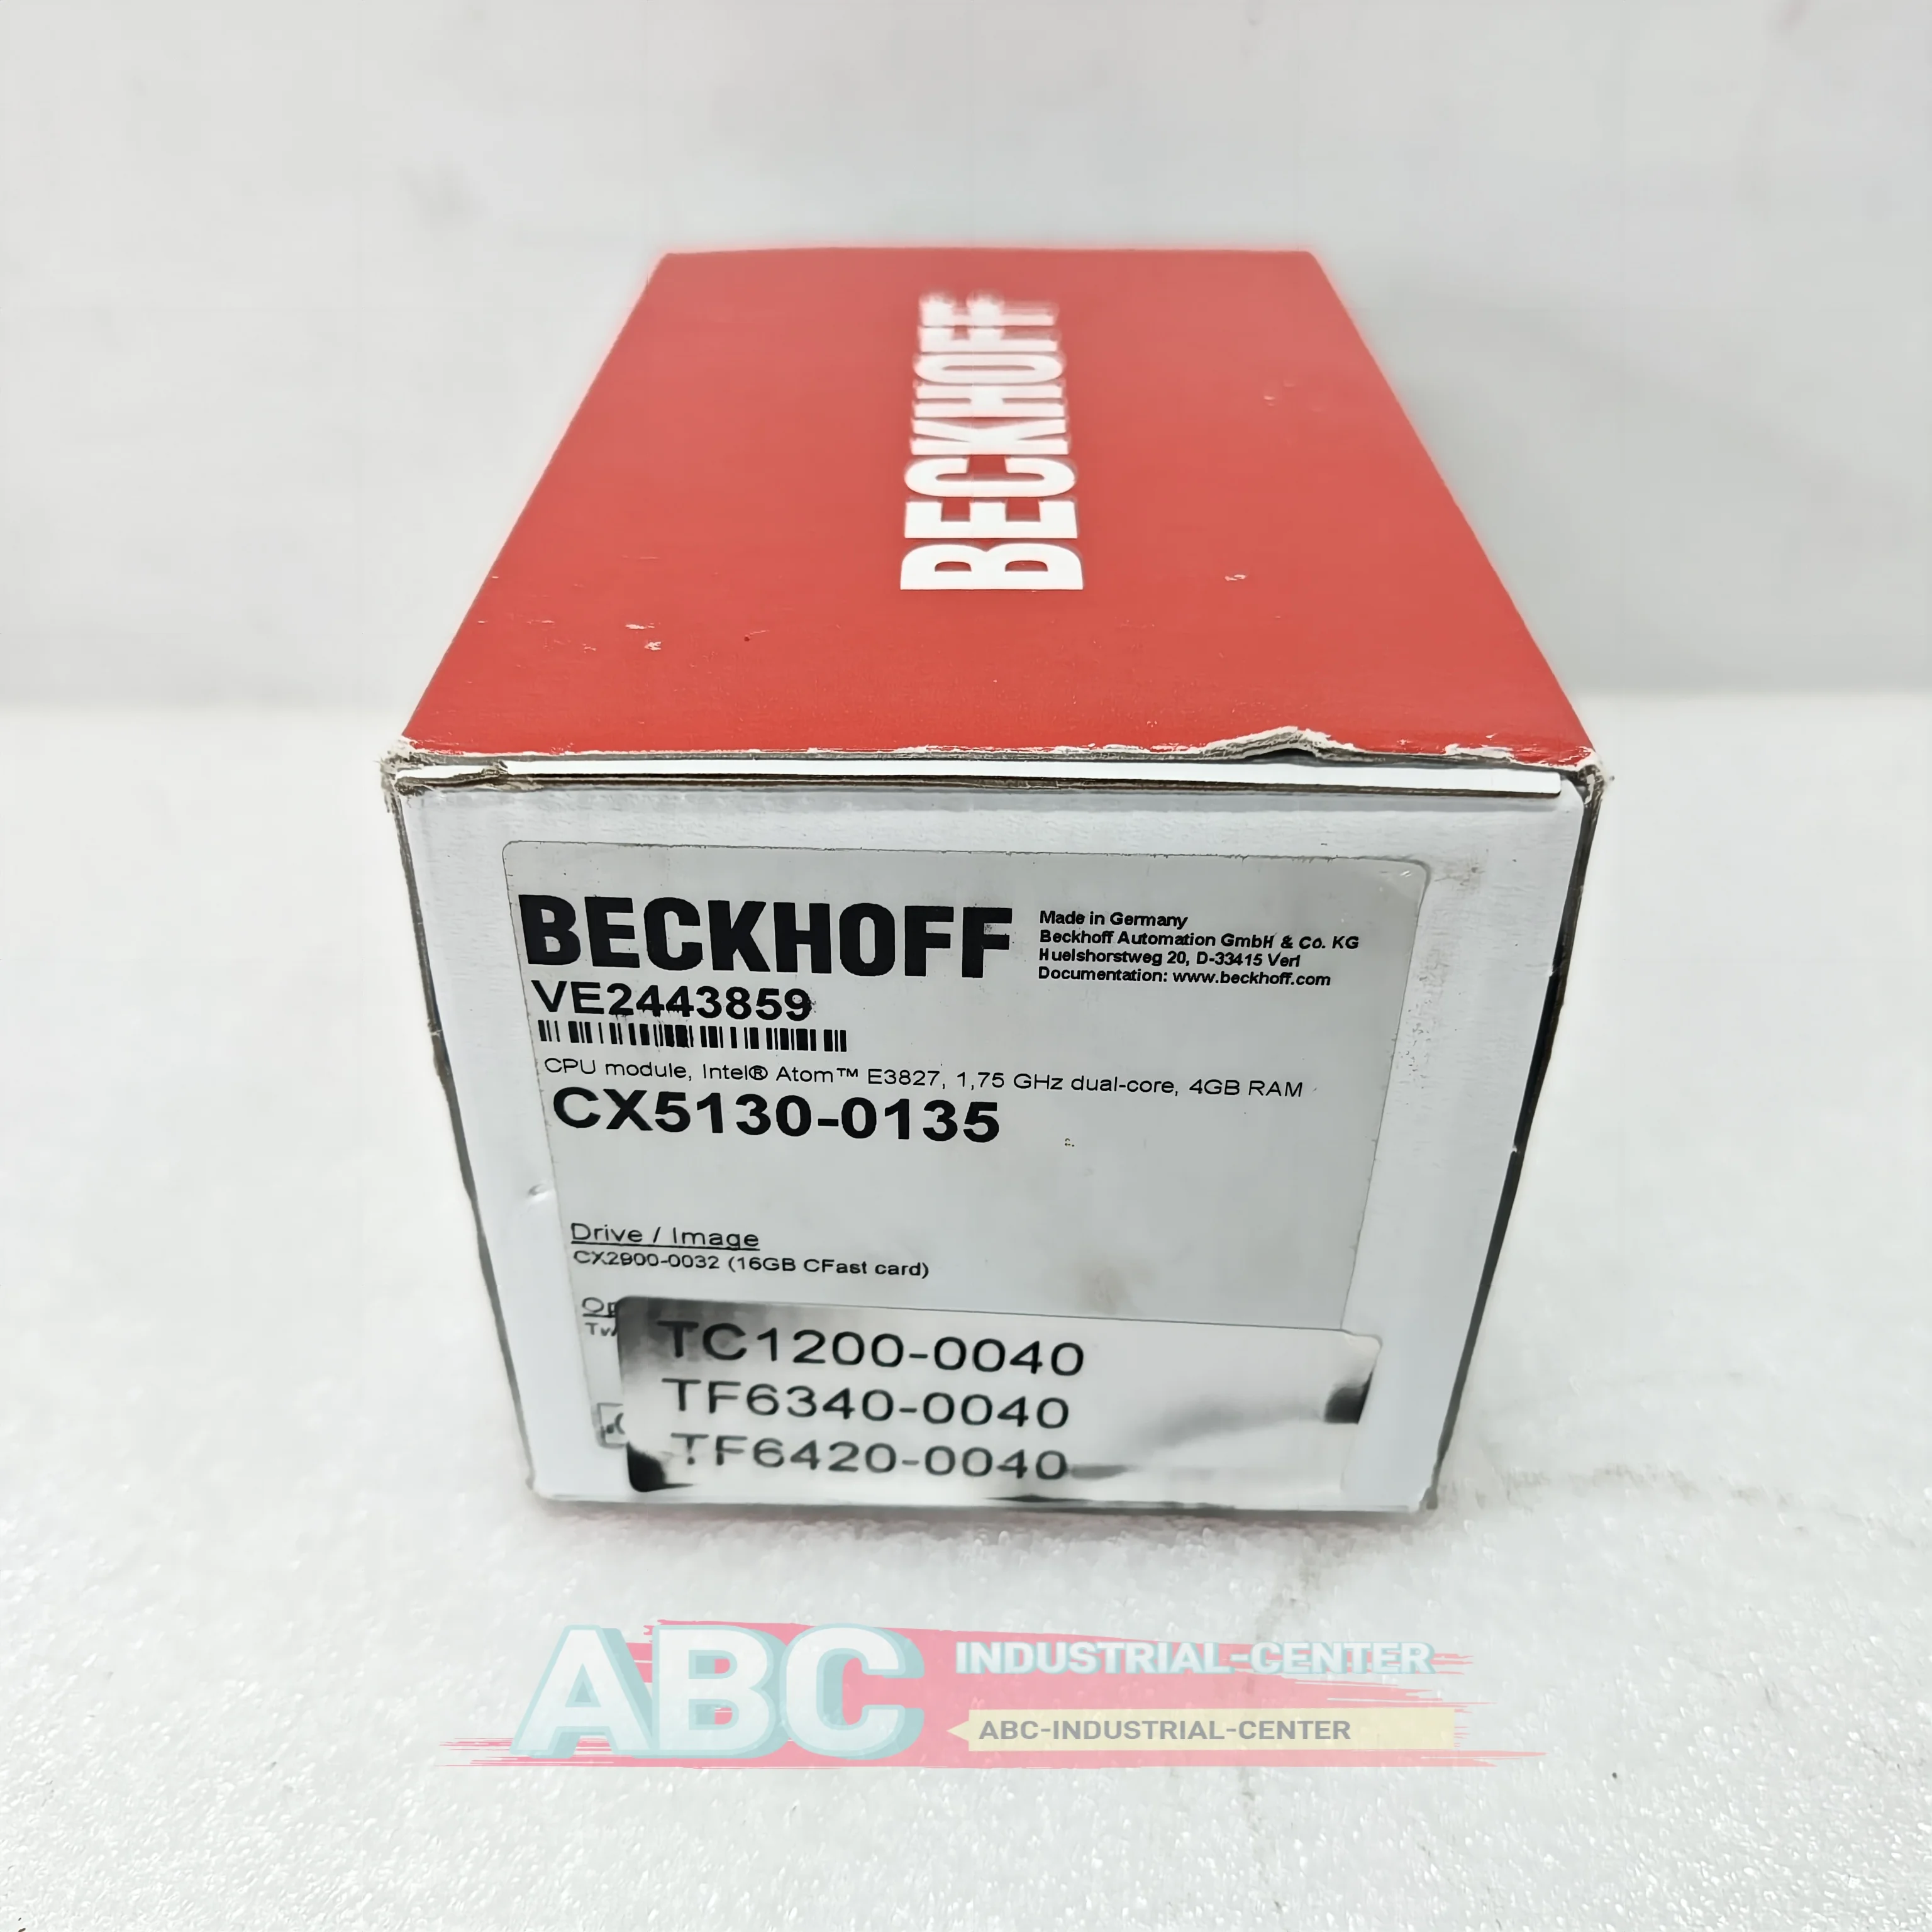 BECKHOFF
BECKHOFF
Made in Germany
Beckhoff Automation GmbH & Co. KG
Huelshorstweg 20, D-33415 Verl
Documentation: www.beckhoff.com
VE2443859
CPU module, Intel® Atom™ E3827, 1,75 GHz dual-core, 4GB RAM
CX5130-0135
Drive / Image
CX2900-0032 (16GB CFast card)
TC1200-0040
TF6340-0040
TF6420-0040
ABC INDUSTRIAL-CENTER
ABC-INDUSTRIAL-CENTER